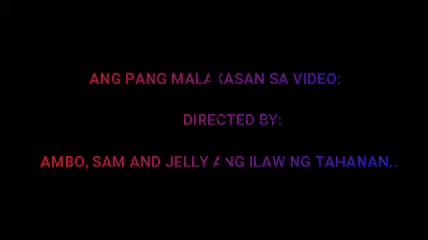 ANG PANG MALAKASAN SA VIDEO:
DIRECTED BY:
AMBO, SAM AND JELLY ANG ILAW NG TAHANAN..